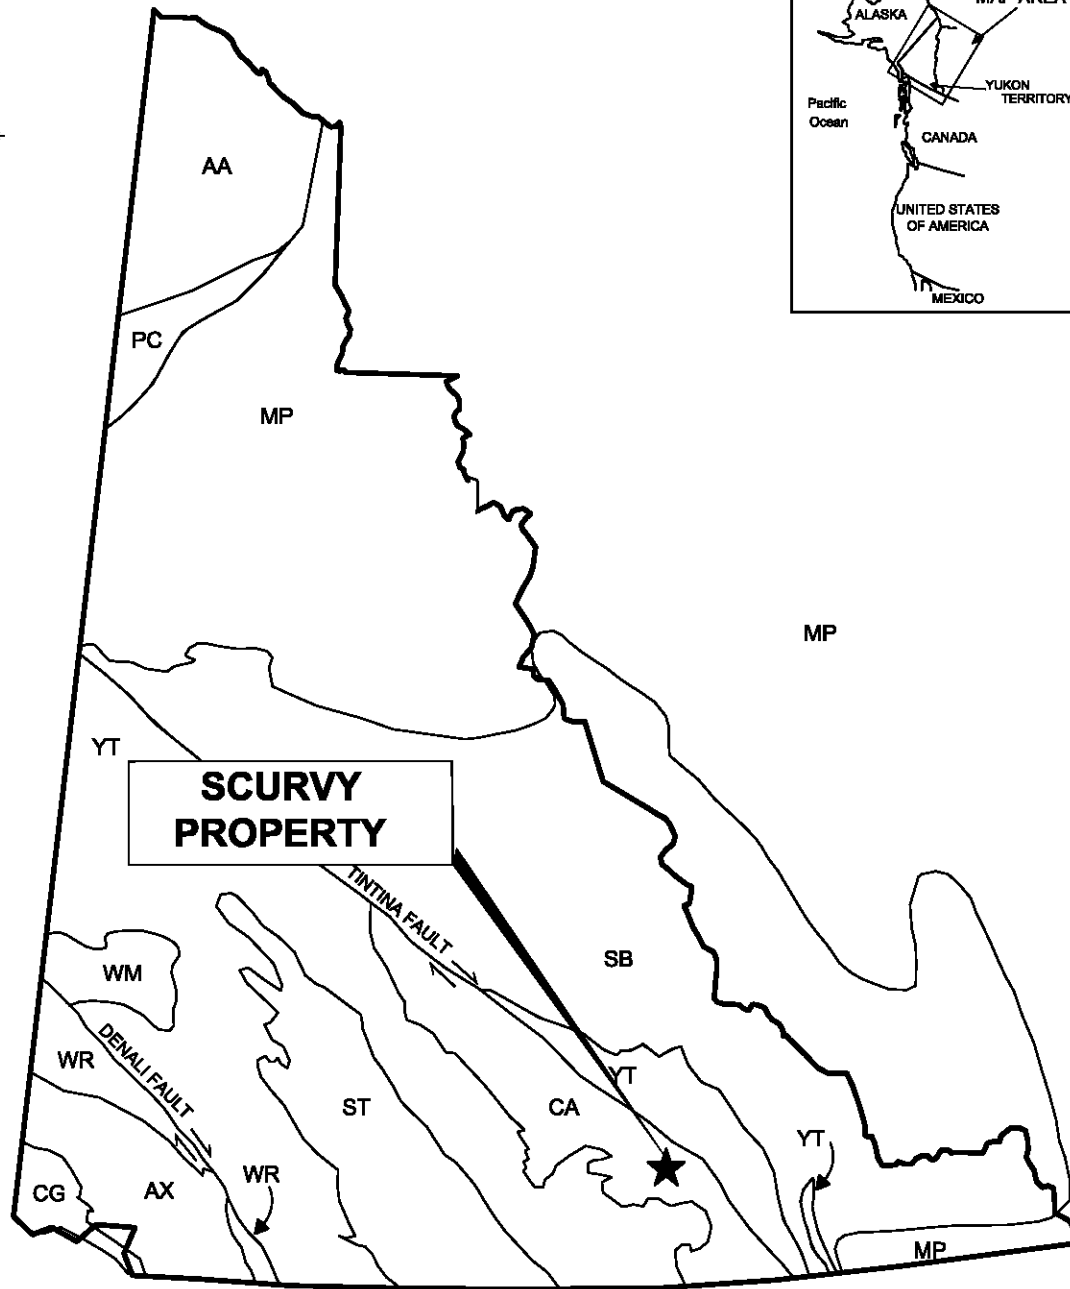 MAP AREA
ALASKA
YUKON
TERRITORY
Pacific
Ocean
CANADA
UNITED STATES
OF AMERICA
MEXICO
AA
PC
MP
MP
YT
SCURVY
PROPERTY
TINTINA FAULT
SB
WM
DENALI FAULT
WR
YT
ST
CA
YT
WR
CG
AX
MP